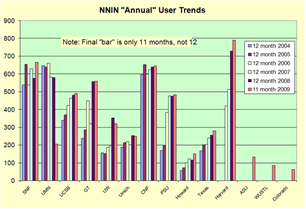 NNIN "Annual" User Trends
900
800
700
600
500
400
300
200
100
0
Note: Final "bar" is only 11 months, not 12
12 month 2004
12 month 2005
12 month 2006
12 month 2007
12 month 2008
11 month 2009
SNF
UMN
UCSB
GT
UW
Umich
CNF
PSU
Howard
Texas
Harvard
ASU
WUSTL
Colorado